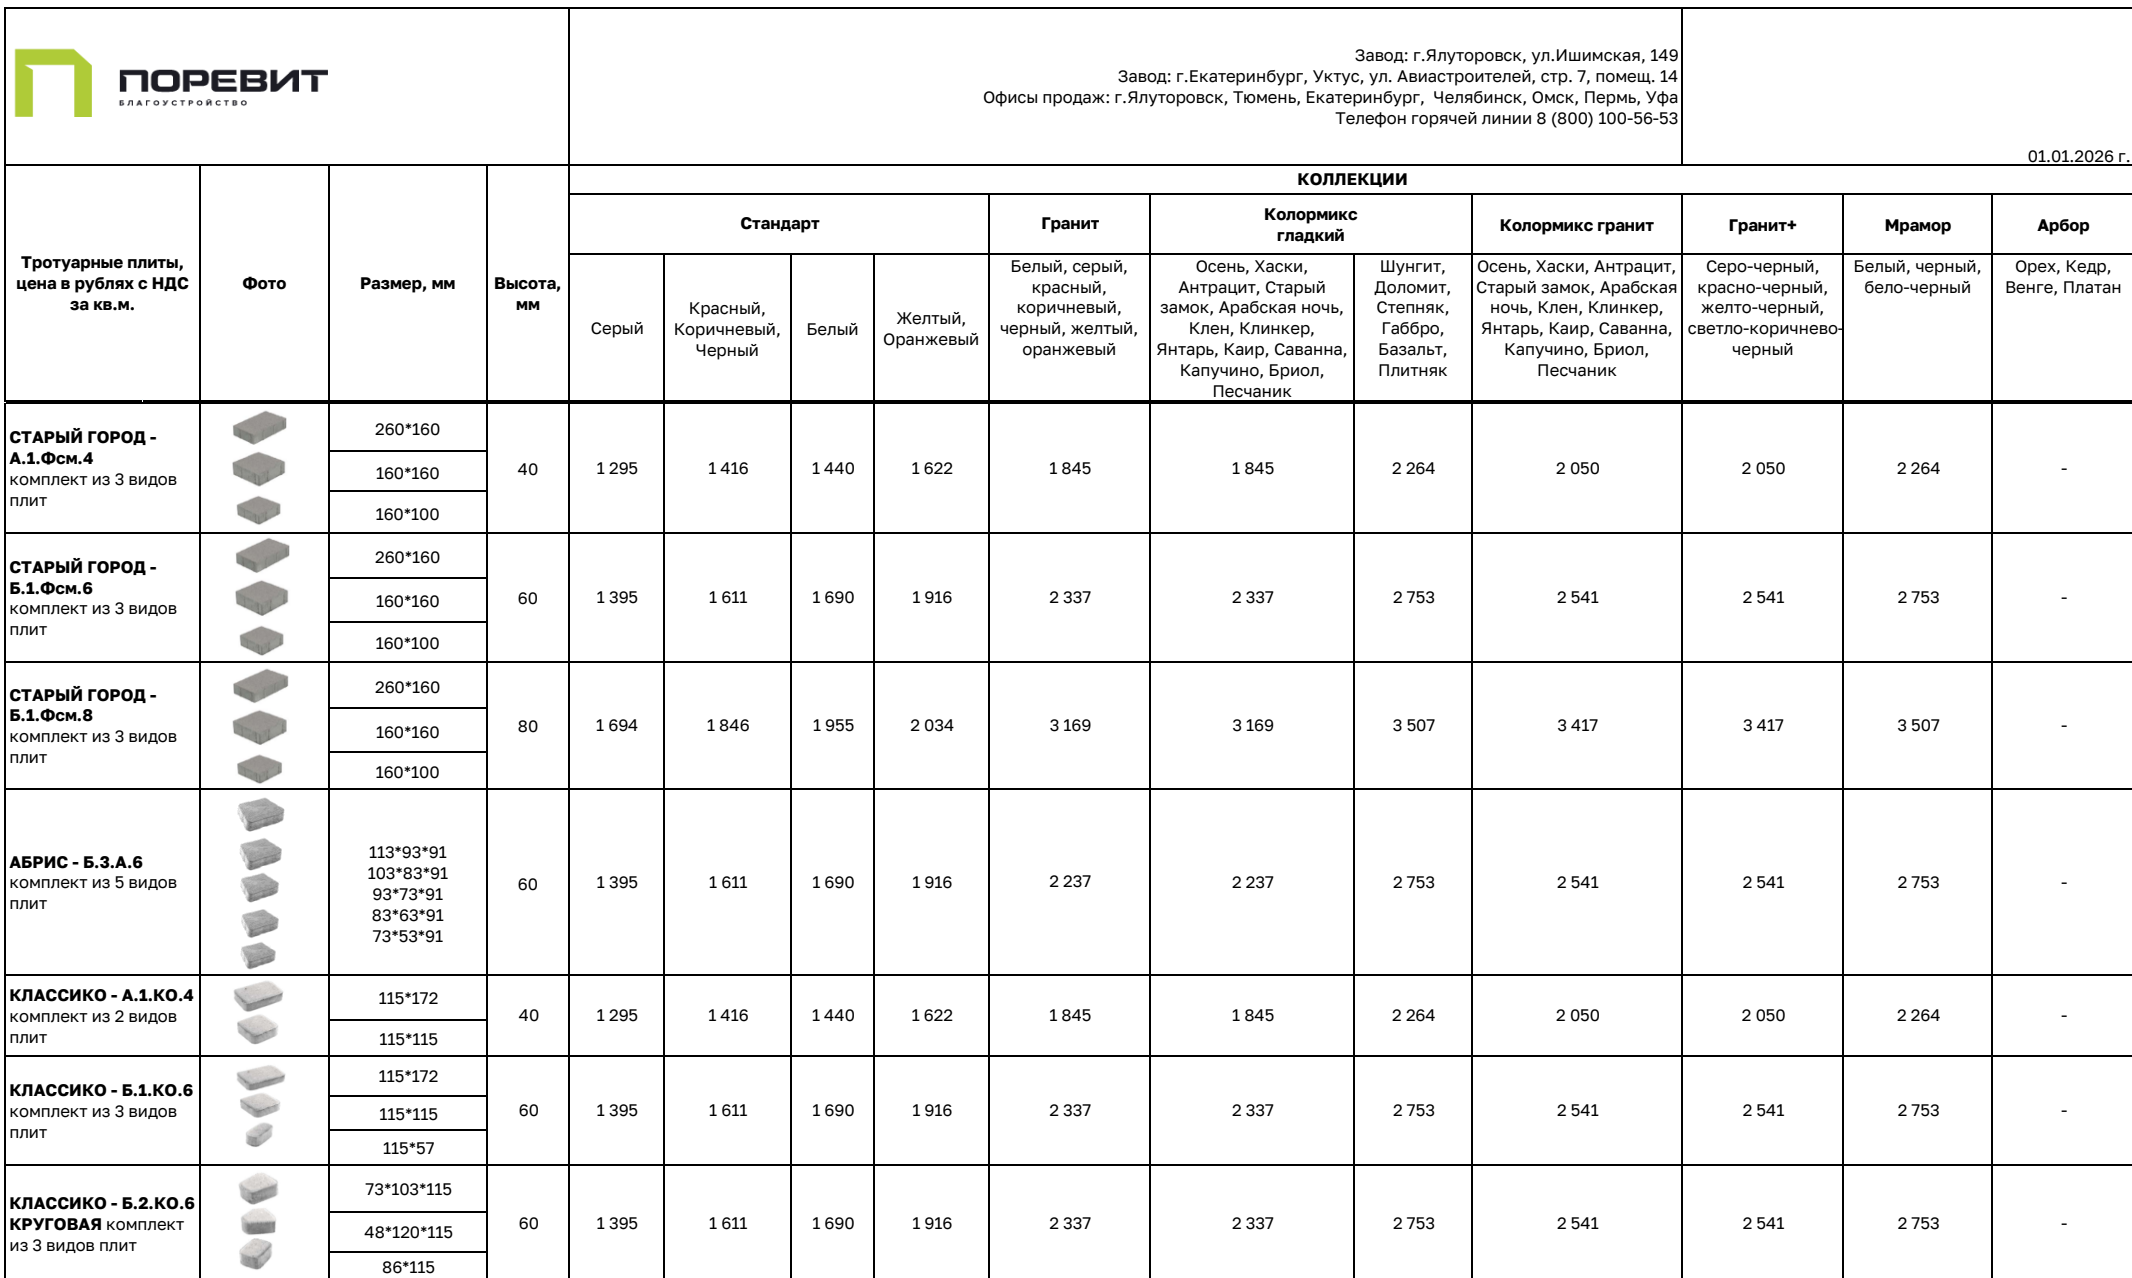 ПОРЕВИТ
БЛАГОУСТРОЙСТВО
Завод: г.Ялуторовск, ул.Ишимская, 149
Завод: г.Екатеринбург, Уктус, ул. Авиастроителей, стр. 7, помещ. 14
Офисы продаж: г.Ялуторовск, Тюмень, Екатеринбург, Челябинск, Омск, Пермь, Уфа
Телефон горячей линии 8 (800) 100-56-53
01.01.2026 г.
Тротуарные плиты,
цена в рублях с НДС
за кв.м.
Фото
Размер, мм
Высота,
мм
КОЛЛЕКЦИИ
Стандарт
Гранит
Колормикс
гладкий
Колормикс гранит
Гранит+
Мрамор
Арбор
Серый
Красный,
Коричневый,
Черный
Белый
Желтый,
Оранжевый
Белый, серый,
красный,
коричневый,
черный, желтый,
оранжевый
Осень, Хаски,
Антрацит, Старый
замок, Арабская ночь,
Клен, Клинкер,
Янтарь, Каир, Саванна,
Капучино, Бриол,
Песчаник
Шунгит,
Доломит,
Степняк,
Габбро,
Базальт,
Плитняк
Осень, Хаски, Антрацит,
Старый замок, Арабская
ночь, Клен, Клинкер,
Янтарь, Каир, Саванна,
Капучино, Бриол,
Песчаник
Серо-черный,
красно-черный,
желто-черный,
светло-коричнево-
черный
Белый, черный,
бело-черный
Орех, Кедр,
Венге, Платан
СТАРЫЙ ГОРОД -
А.1.Фсм.4
комплект из 3 видов
плит
260*160
160*160
160*100
40 1 295 1 416 1 440 1 622 1 845 1 845 2 264 2 050 2 050 2 264 -
СТАРЫЙ ГОРОД -
Б.1.Фсм.6
комплект из 3 видов
плит
260*160
160*160
160*100
60 1 395 1 611 1 690 1 916 2 337 2 337 2 753 2 541 2 541 2 753 -
СТАРЫЙ ГОРОД -
Б.1.Фсм.8
комплект из 3 видов
плит
260*160
160*160
160*100
80 1 694 1 846 1 955 2 034 3 169 3 169 3 507 3 417 3 417 3 507 -
АБРИС - Б.3.А.6
комплект из 5 видов
плит
113*93*91
103*83*91
93*73*91
83*63*91
73*53*91
60 1 395 1 611 1 690 1 916 2 237 2 237 2 753 2 541 2 541 2 753 -
КЛАССИКО - А.1.КО.4
комплект из 2 видов
плит
115*172
115*115
40 1 295 1 416 1 440 1 622 1 845 1 845 2 264 2 050 2 050 2 264 -
КЛАССИКО - Б.1.КО.6
комплект из 3 видов
плит
115*172
115*115
115*57
60 1 395 1 611 1 690 1 916 2 337 2 337 2 753 2 541 2 541 2 753 -
КЛАССИКО - Б.2.КО.6
КРУГОВАЯ комплект
из 3 видов плит
73*103*115
48*120*115
86*115
60 1 395 1 611 1 690 1 916 2 337 2 337 2 753 2 541 2 541 2 753 -